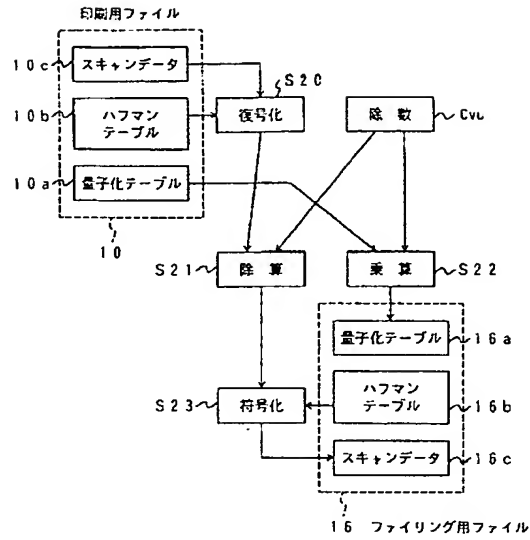 印刷用ファイル
10c スキャンデータ
S20
10b ハフマン
テーブル
復号化
除数 Cvc
10a 量子化テーブル
10
S21 除算
乗算 S22
量子化テーブル 16a
ハフマン
テーブル 16b
S23 符号化
スキャンデータ 16c
16 ファイリング用ファイル